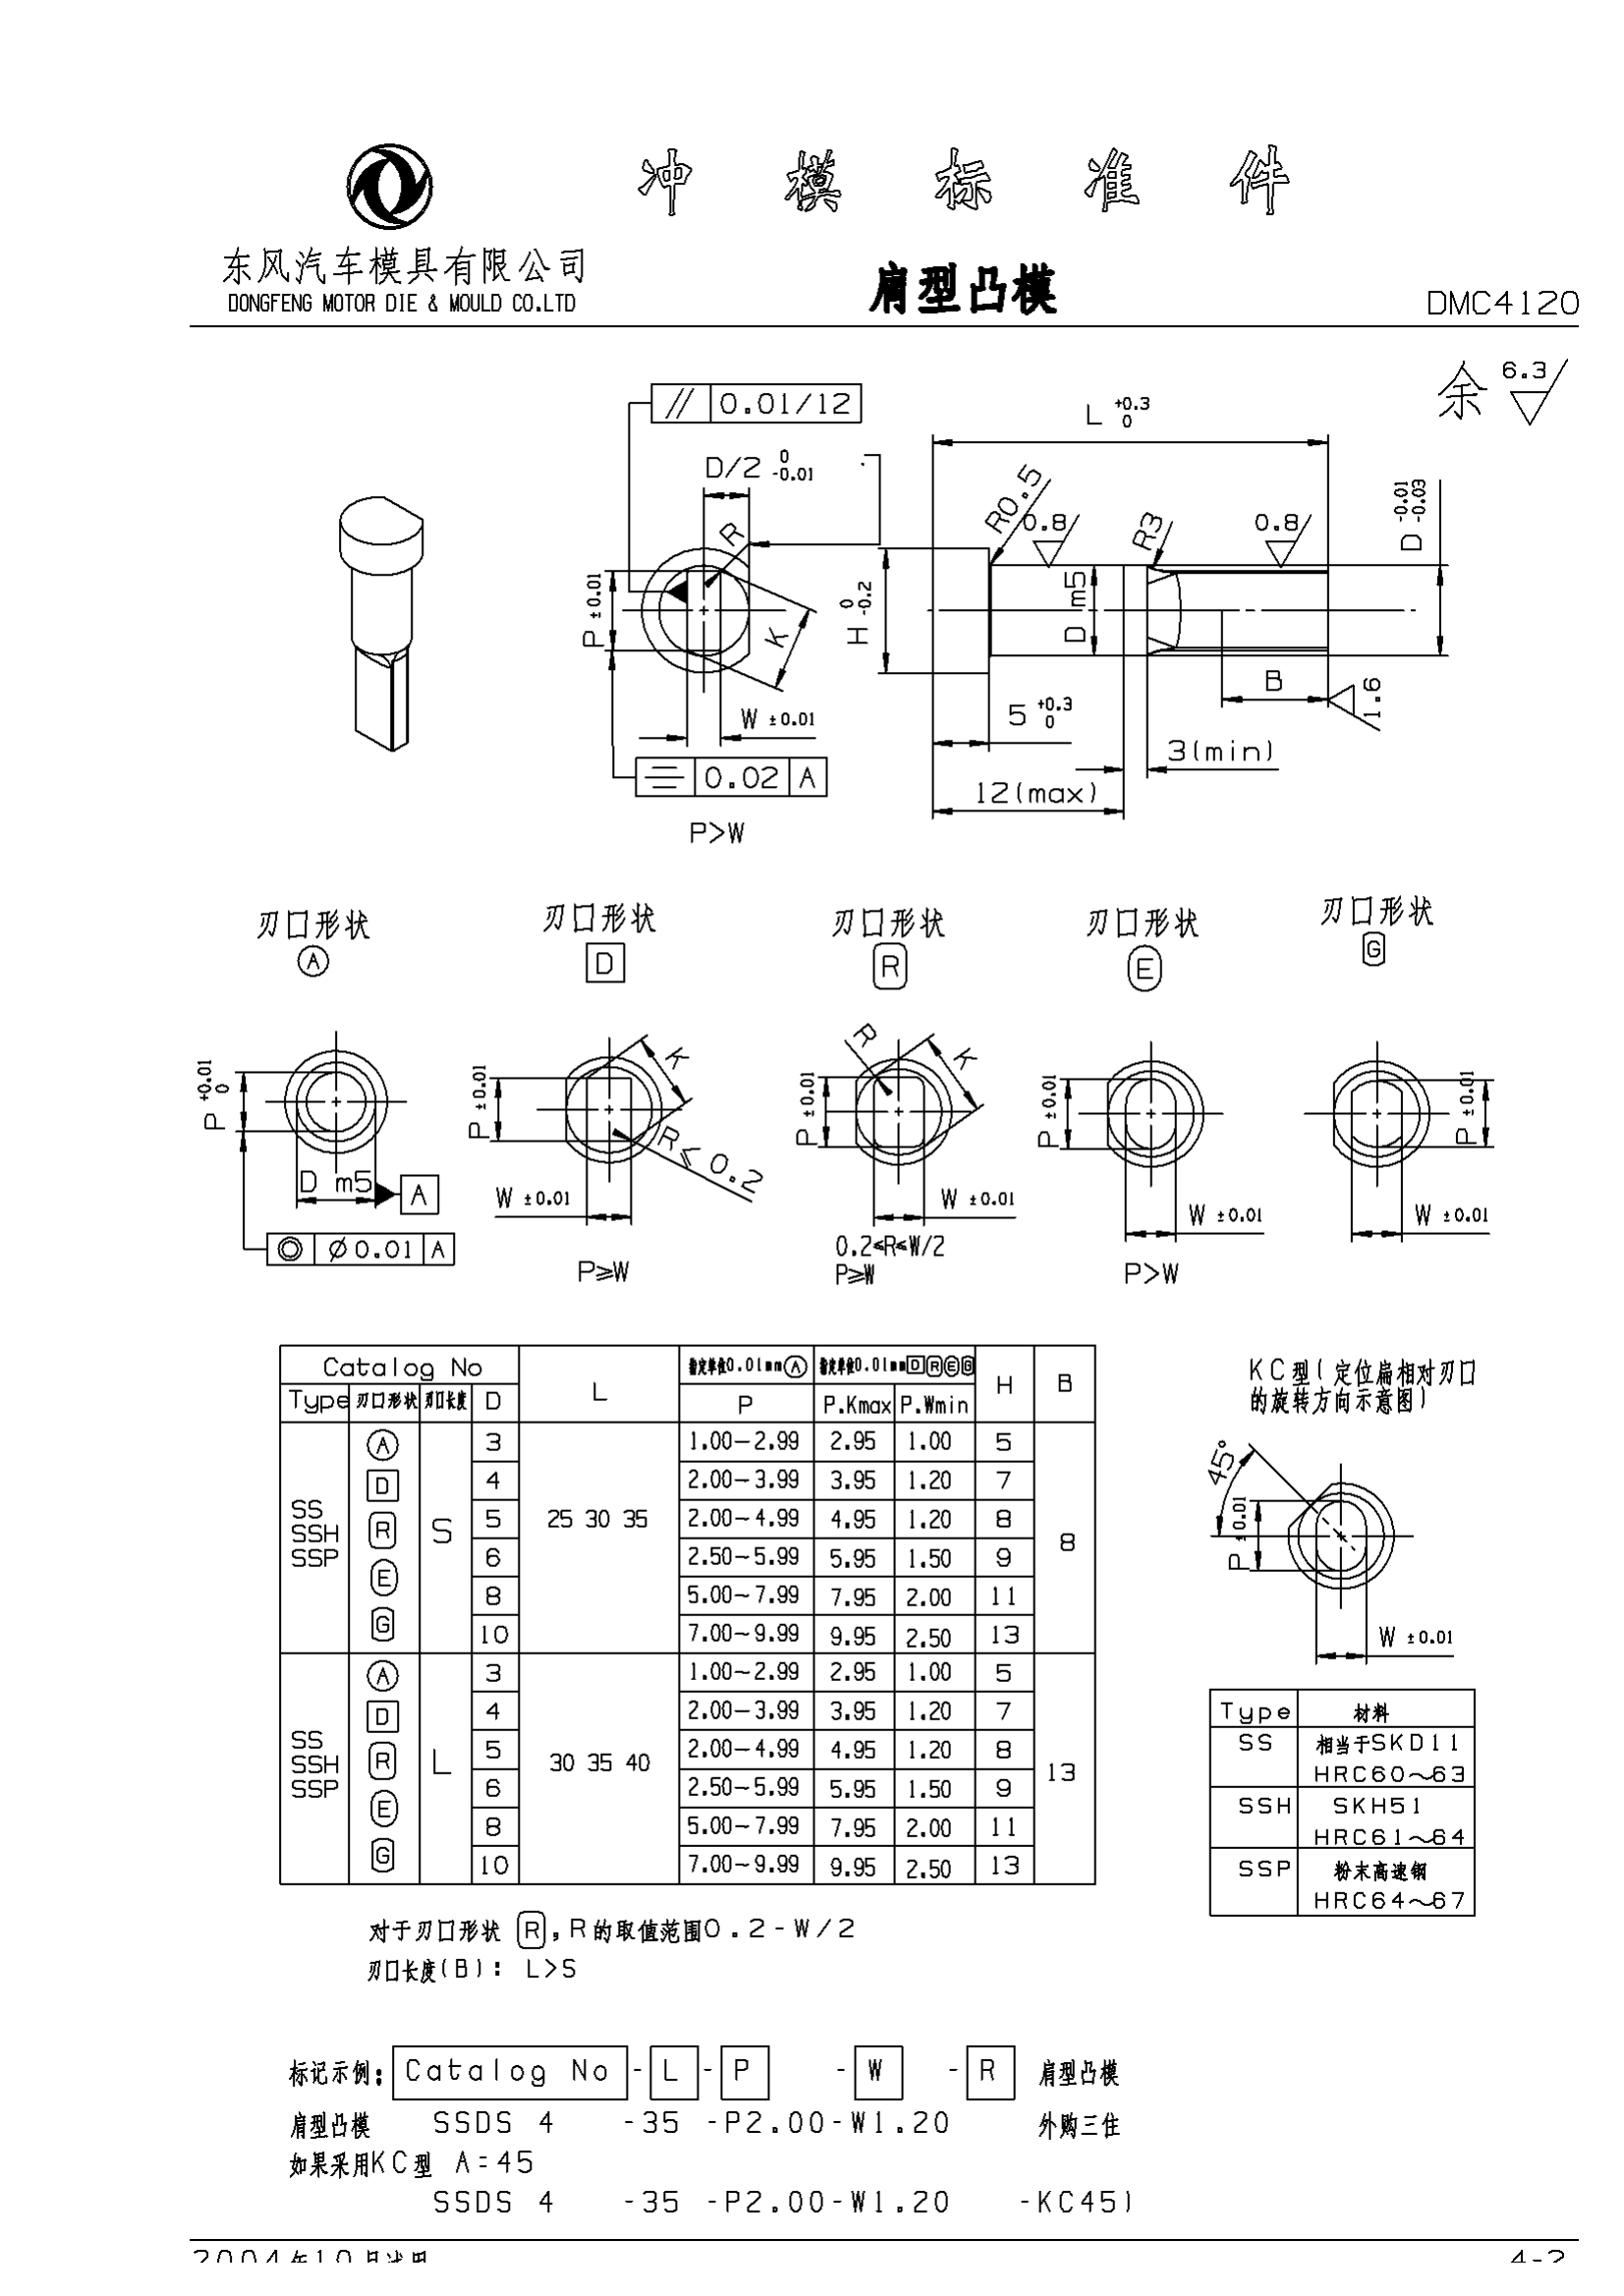 冲 模 标 准 件
东风汽车模具有限公司
DONGFENG MOTOR DIE & MOULD CO.LTD
肩型凸模
DMC4120
余 6.3
// 0.01/12
L +0.3 0
D/2 0 -0.01
R
R0.5
0.8
R3
0.8
D -0.01 -0.03
P ±0.01
K
H 0 -0.2
D m5
B
1.6
W ±0.01
5 +0.3 0
3(min)
0.02 A
12(max)
P>W
刃口形状 刃口形状 刃口形状 刃口形状 刃口形状
A D R E G
P +0.01 0
D m5
A
◎ ⌀0.01 A
P ±0.01
K
R≤0.2
W ±0.01
P≥W
R
K
P ±0.01
W ±0.01
0.2≤R≤W/2
P≥W
P ±0.01
W ±0.01
P>W
P ±0.01
W ±0.01
Catalog No L 指定单位0.01mm A 指定单位0.01mm D R E G H B
Type 刃口形状 刃口长度 D P P.Kmax P.Wmin
SS SSH SSP A D R E G S 25 30 35 8
3 1.00-2.99 2.95 1.00 5
4 2.00-3.99 3.95 1.20 7
5 2.00-4.99 4.95 1.20 8
6 2.50-5.99 5.95 1.50 9
8 5.00-7.99 7.95 2.00 11
10 7.00-9.99 9.95 2.50 13
SS SSH SSP A D R E G L 30 35 40 13
3 1.00-2.99 2.95 1.00 5
4 2.00-3.99 3.95 1.20 7
5 2.00-4.99 4.95 1.20 8
6 2.50-5.99 5.95 1.50 9
8 5.00-7.99 7.95 2.00 11
10 7.00-9.99 9.95 2.50 13
KC型(定位扁相对刃口
的旋转方向示意图)
45°
P ±0.01
W ±0.01
Type 材料
SS 相当于SKD11
HRC60～63
SSH SKH51
HRC61～64
SSP 粉末高速钢
HRC64～67
对于刃口形状 R,R的取值范围0.2-W/2
刃口长度(B): L>S
标记示例: Catalog No - L - P - W - R 肩型凸模
肩型凸模 SSDS 4 -35 -P2.00-W1.20 外购三住
如果采用KC型 A=45
SSDS 4 -35 -P2.00-W1.20 -KC45)
2004年10月
4-2